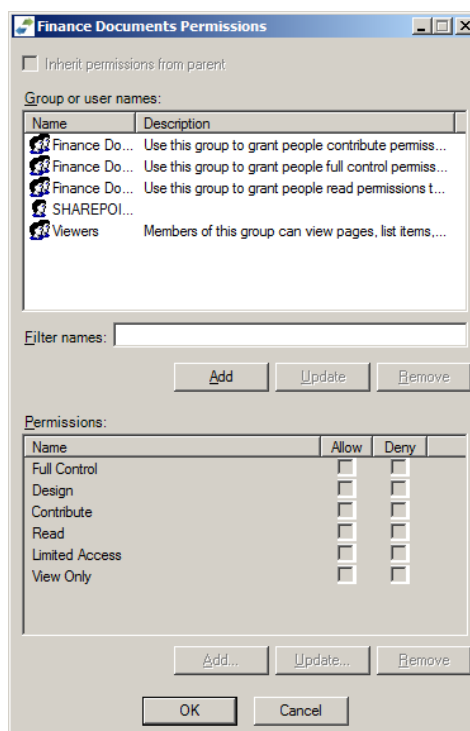 Finance Documents Permissions
Inherit permissions from parent
Group or user names:
Name Description
Finance Do... Use this group to grant people contribute permiss...
Finance Do... Use this group to grant people full control permiss...
Finance Do... Use this group to grant people read permissions t...
SHAREPOI...
Viewers Members of this group can view pages, list items,...
Filter names:
Add Update Remove
Permissions:
Name Allow Deny
Full Control
Design
Contribute
Read
Limited Access
View Only
Add... Update... Remove
OK Cancel